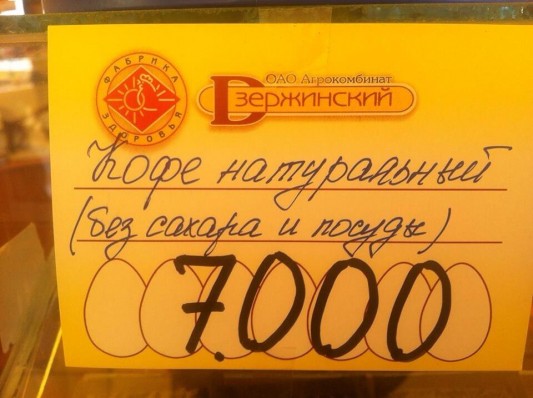 ФАБРИКА ЗДОРОВЬЯ
ОАО Агрокомбинат
Дзержинский
Кофе натуральный
(без сахара и посуды)
7.000